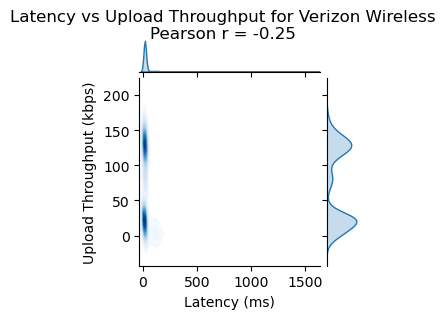 Latency vs Upload Throughput for Verizon Wireless
Pearson r = -0.25
Upload Throughput (kbps)
200
150
100
50
0
0 500 1000 1500
Latency (ms)